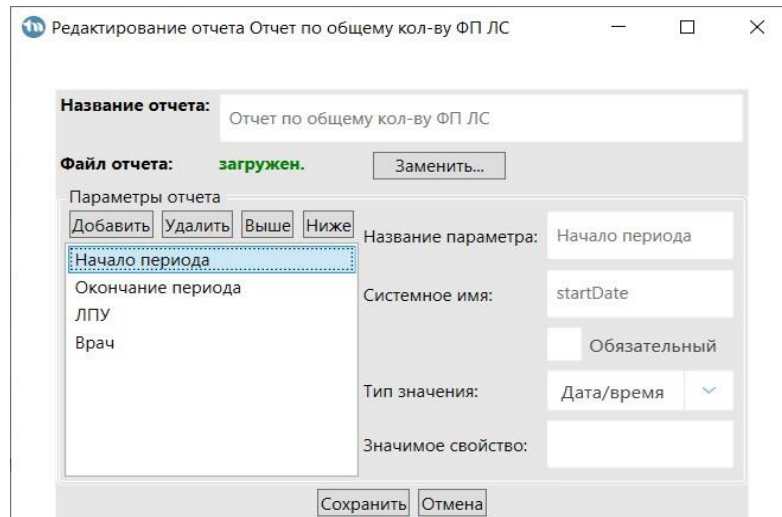 Редактирование отчета Отчет по общему кол-ву ФП ЛС
Название отчета:
Отчет по общему кол-ву ФП ЛС
Файл отчета: загружен. Заменить...
Параметры отчета
Добавить Удалить Выше Ниже
Начало периода
Окончание периода
ЛПУ
Врач
Название параметра: Начало периода
Системное имя: startDate
Обязательный
Тип значения: Дата/время
Значимое свойство:
Сохранить Отмена